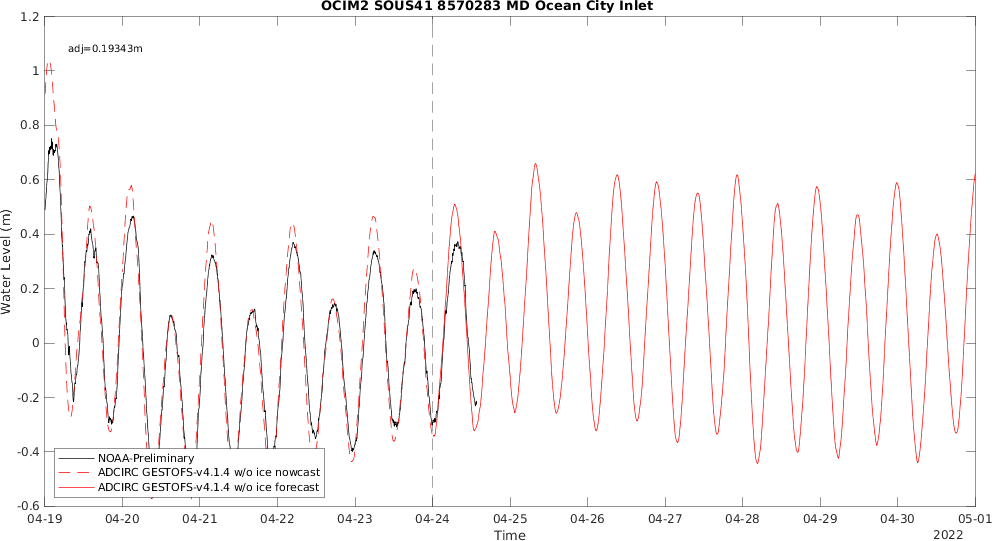 OCIM2 SOUS41 8570283 MD Ocean City Inlet
adj=0.19343m
Water Level (m)
1.2
1
0.8
0.6
0.4
0.2
0
-0.2
-0.4
-0.6
NOAA-Preliminary
ADCIRC GESTOFS-v4.1.4 w/o ice nowcast
ADCIRC GESTOFS-v4.1.4 w/o ice forecast
04-19 04-20 04-21 04-22 04-23 04-24 04-25 04-26 04-27 04-28 04-29 04-30 05-01
Time
2022